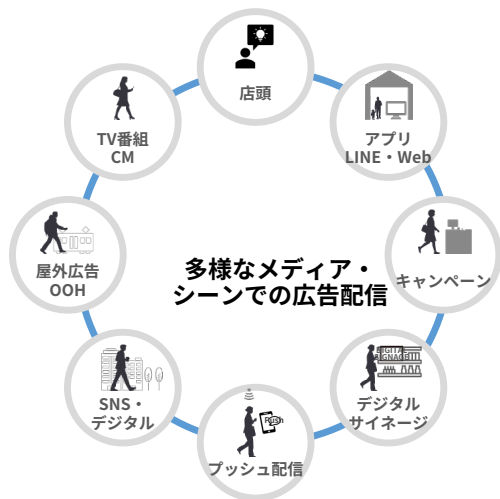 店頭
アプリ
LINE・Web
キャンペーン
デジタル
サイネージ
DIGITAL
SIGNAGE
プッシュ配信
Push
SNS・
デジタル
屋外広告
OOH
TV番組
CM
多様なメディア・
シーンでの広告配信